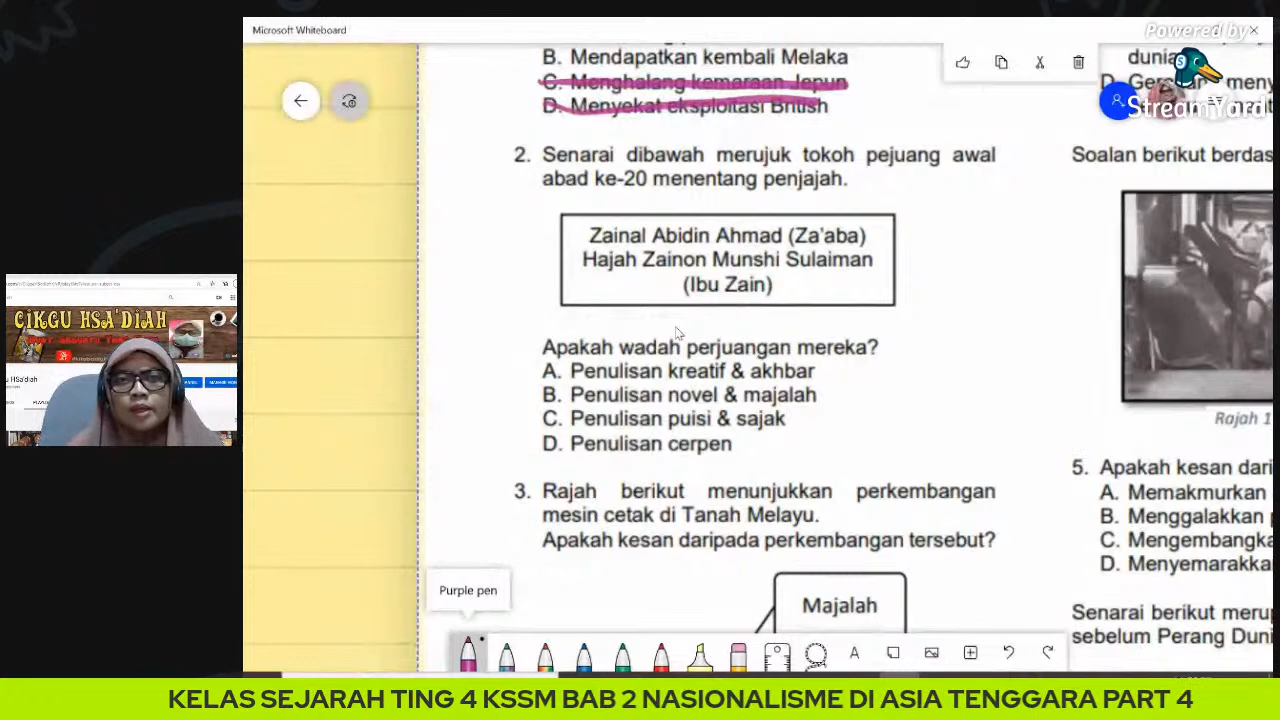 Microsoft Whiteboard
Powered by
StreamYard
B. Mendapatkan kembali Melaka
C. Menghalang kemaraan Jepun
D. Menyekat eksploitasi British
2. Senarai dibawah merujuk tokoh pejuang awal
abad ke-20 menentang penjajah.
Zainal Abidin Ahmad (Za'aba)
Hajah Zainon Munshi Sulaiman
(Ibu Zain)
Apakah wadah perjuangan mereka?
A. Penulisan kreatif & akhbar
B. Penulisan novel & majalah
C. Penulisan puisi & sajak
D. Penulisan cerpen
3. Rajah berikut menunjukkan perkembangan
mesin cetak di Tanah Melayu.
Apakah kesan daripada perkembangan tersebut?
Majalah
Purple pen
Soalan berikut berdas
Rajah 1
5. Apakah kesan dari
A. Memakmurkan
B. Menggalakkan
C. Mengembangka
D. Menyemarakka
Senarai berikut meru
sebelum Perang Duni
CIKGU HSA'DIAH
KELAS SEJARAH TING 4 KSSM BAB 2 NASIONALISME DI ASIA TENGGARA PART 4